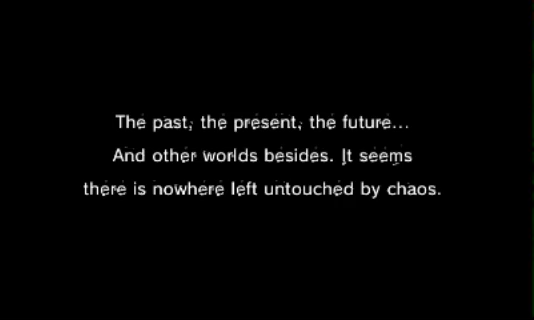 The past, the present, the future...
And other worlds besides. It seems
there is nowhere left untouched by chaos.